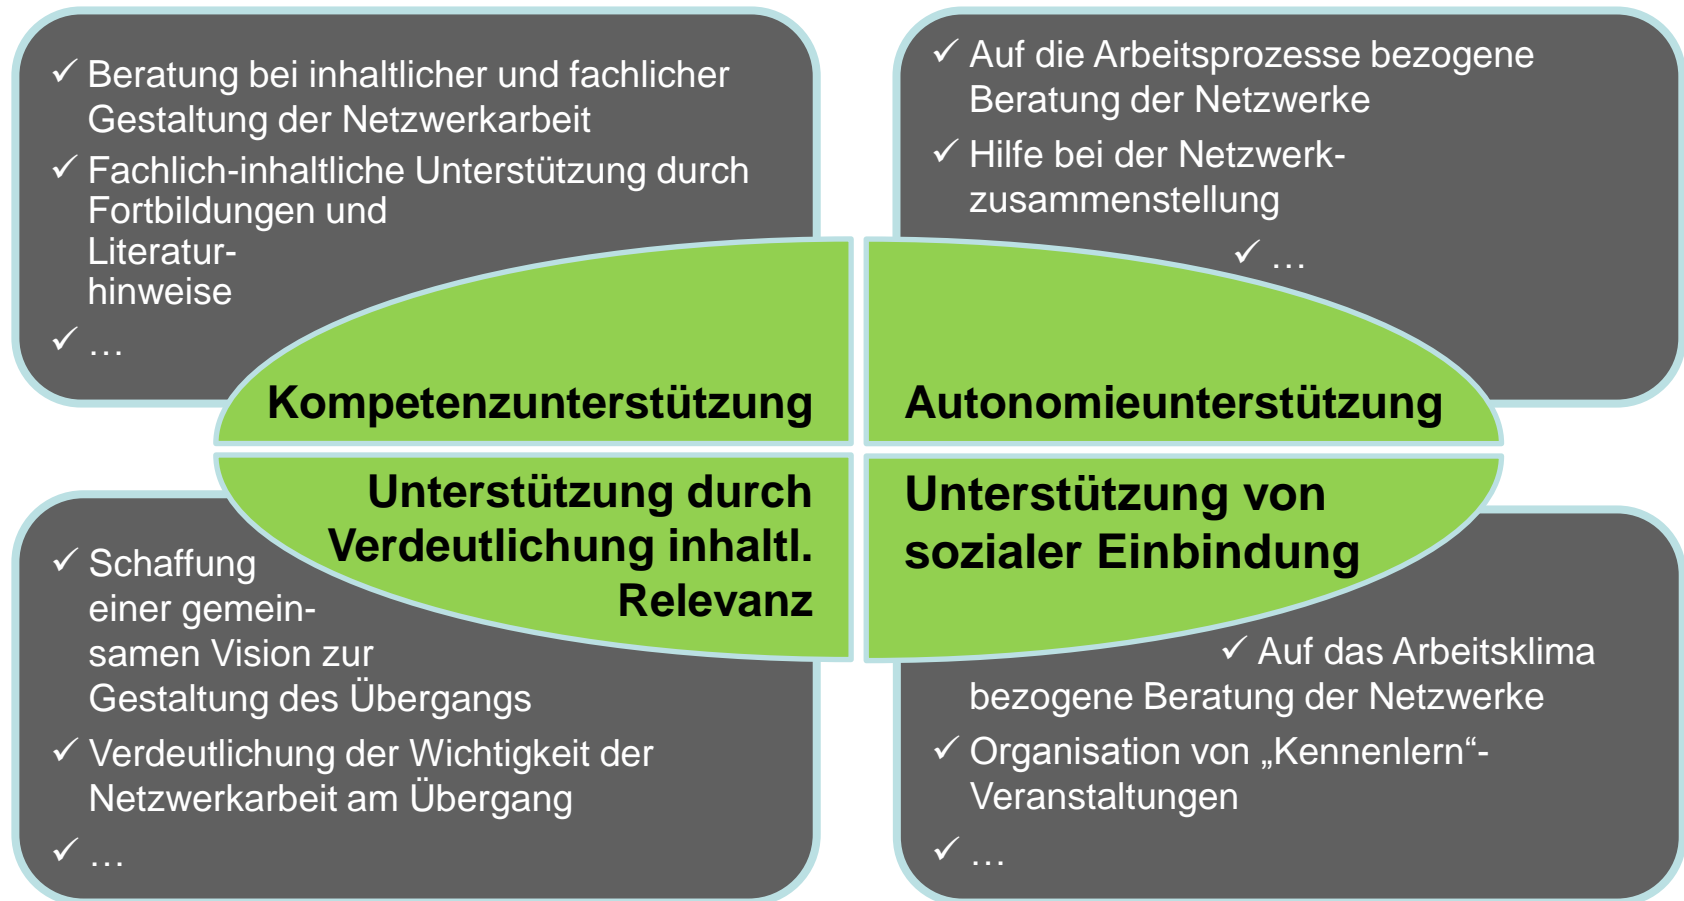 ✓ Beratung bei inhaltlicher und fachlicher
Gestaltung der Netzwerkarbeit
✓ Fachlich-inhaltliche Unterstützung durch
Fortbildungen und
Literatur-
hinweise
✓ …
✓ Auf die Arbeitsprozesse bezogene
Beratung der Netzwerke
✓ Hilfe bei der Netzwerk-
zusammenstellung
✓ …
Kompetenzunterstützung
Autonomieunterstützung
Unterstützung durch
Verdeutlichung inhaltl.
Relevanz
Unterstützung von
sozialer Einbindung
✓ Schaffung
einer gemein-
samen Vision zur
Gestaltung des Übergangs
✓ Verdeutlichung der Wichtigkeit der
Netzwerkarbeit am Übergang
✓ …
✓ Auf das Arbeitsklima
bezogene Beratung der Netzwerke
✓ Organisation von „Kennenlern“-
Veranstaltungen
✓ …